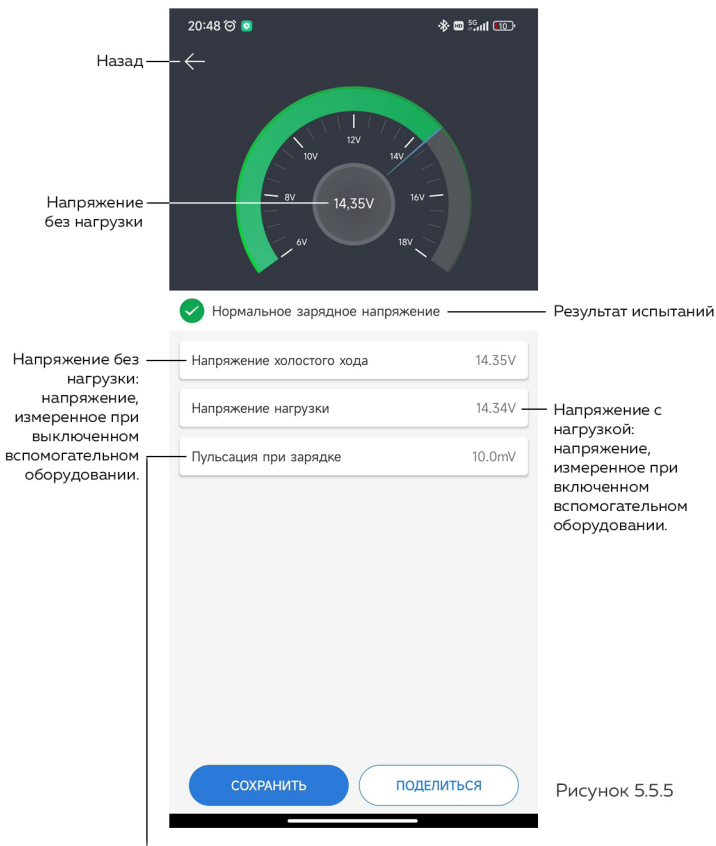 20:48
HD 5G 10
Назад
12V
10V
14V
Напряжение
без нагрузки
8V
14,35V
16V
6V
18V
Нормальное зарядное напряжение
Результат испытаний
Напряжение без
нагрузки:
напряжение,
измеренное при
выключенном
вспомогательном
оборудовании.
Напряжение холостого хода 14.35V
Напряжение нагрузки 14.34V
Напряжение с
нагрузкой:
напряжение,
измеренное при
включенном
вспомогательном
оборудовании.
Пульсация при зарядке 10.0mV
СОХРАНИТЬ
ПОДЕЛИТЬСЯ
Рисунок 5.5.5